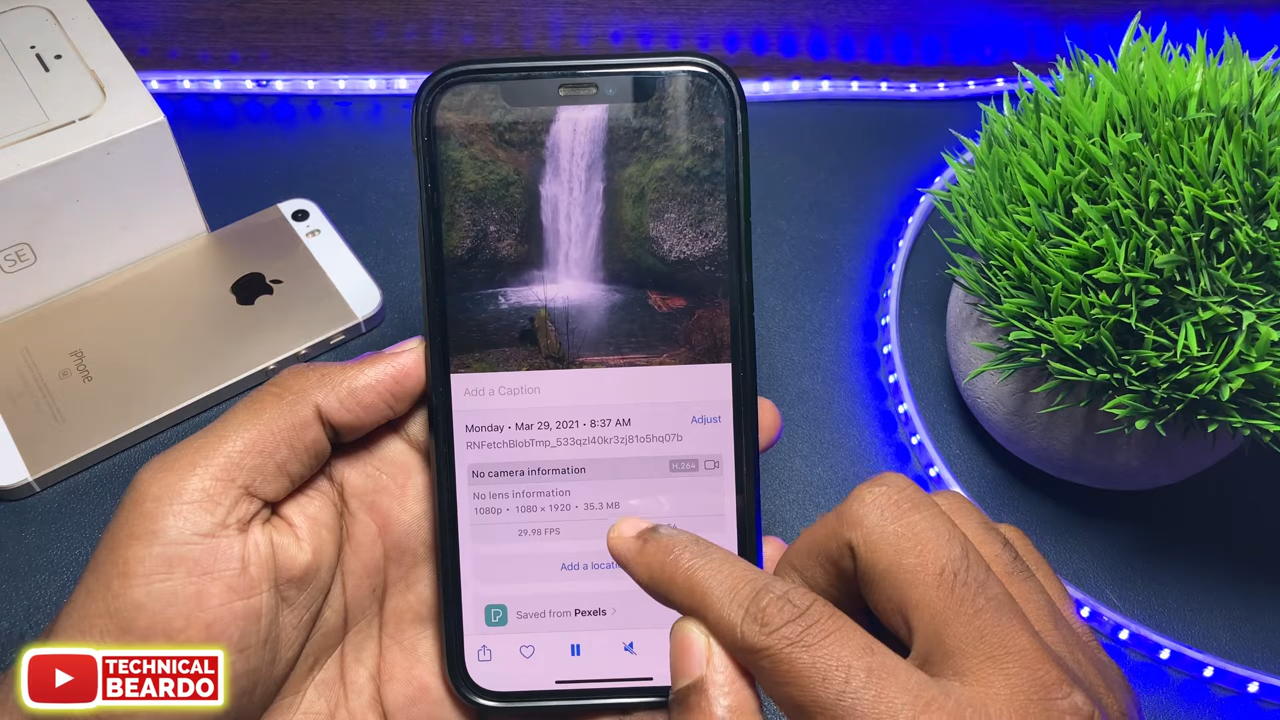 SE
iPhone
SE
Add a Caption
Monday • Mar 29, 2021 • 8:37 AM
Adjust
RNFetchBlobTmp_533qzl40kr3zj81o5hq07b
No camera information
H.264
No lens information
1080p • 1080 × 1920 • 35.3 MB
29.98 FPS
Add a locati
Saved from Pexels
TECHNICAL
BEARDO